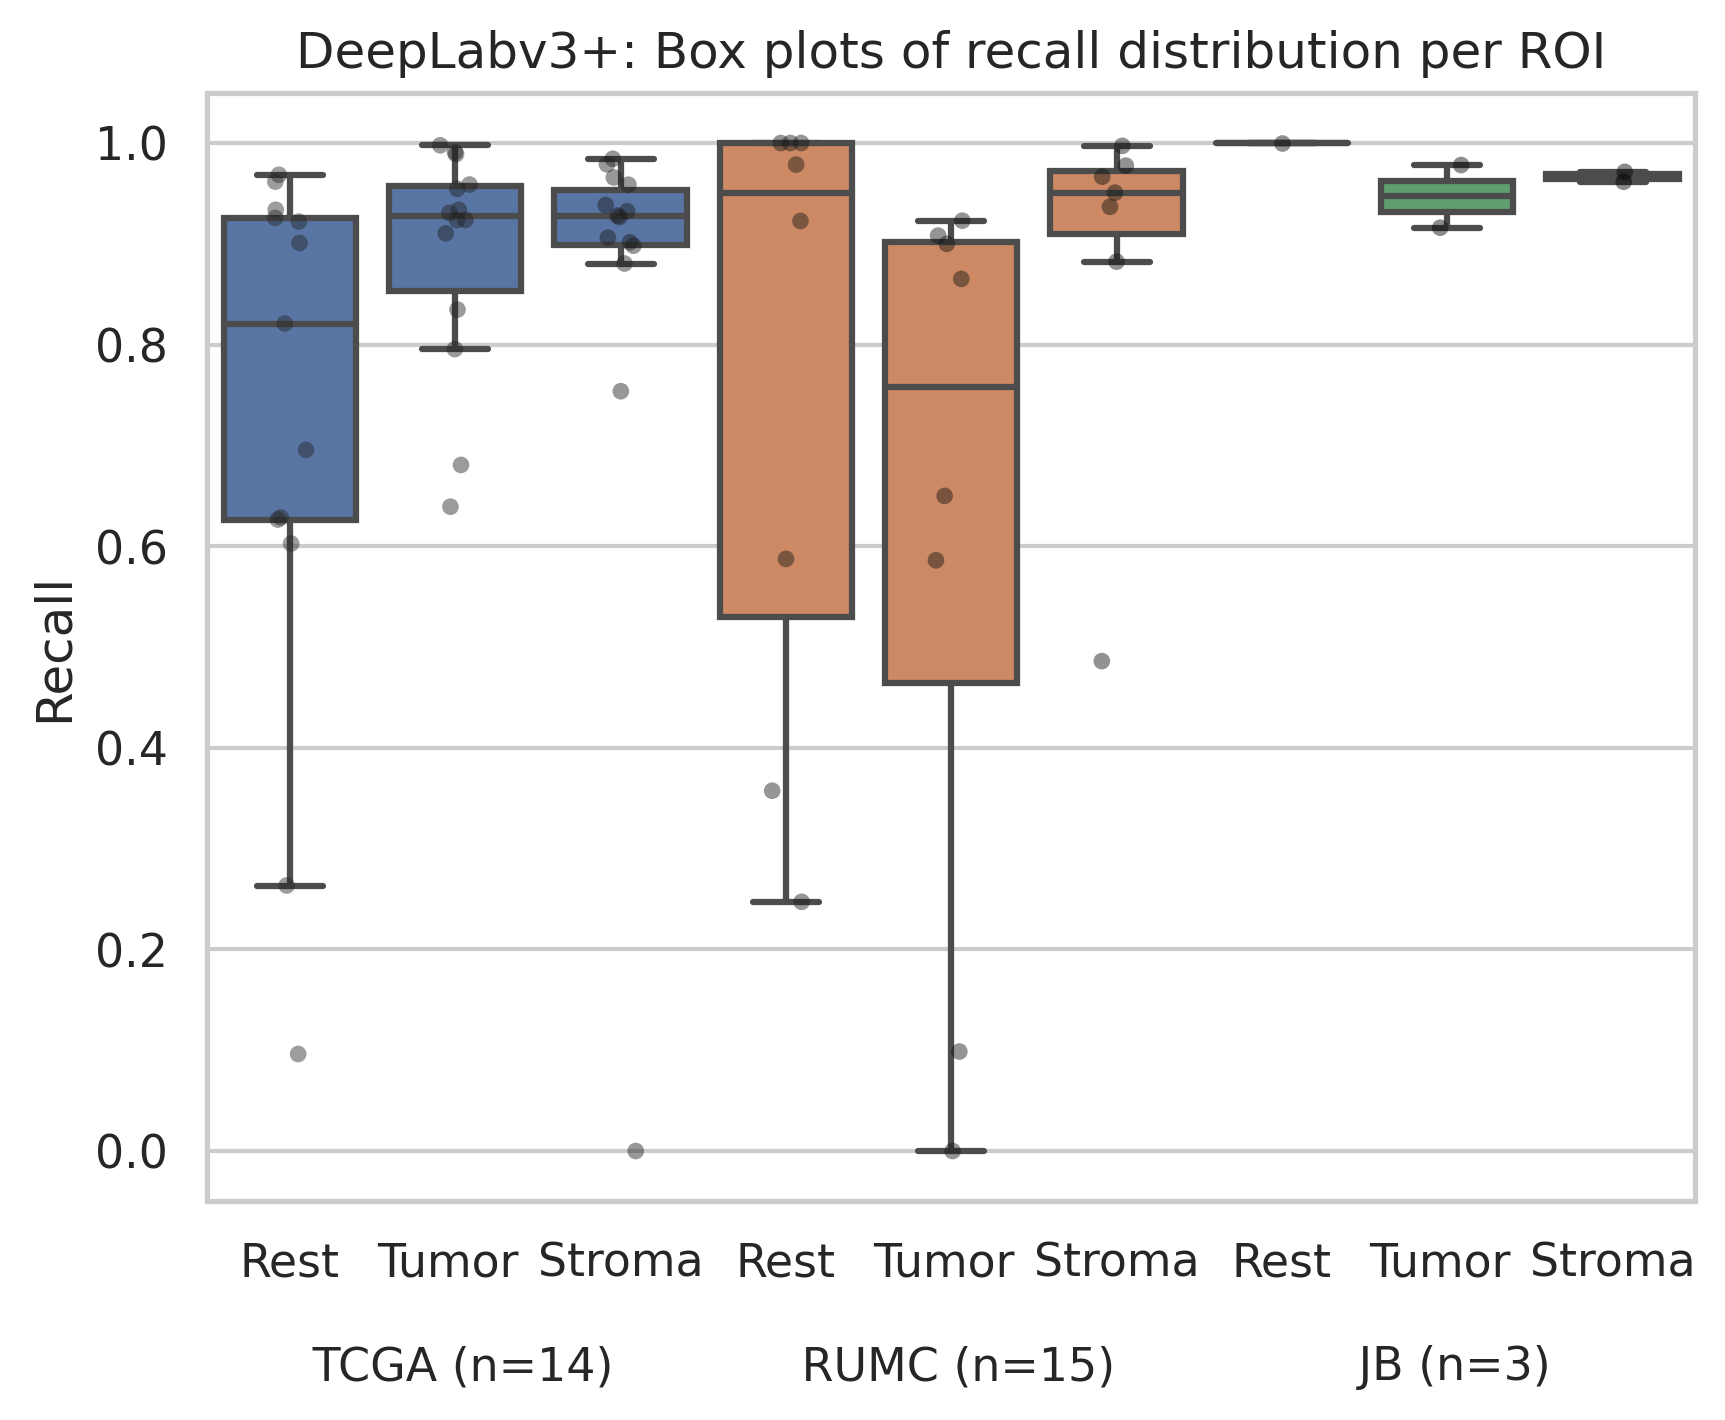 DeepLabv3+: Box plots of recall distribution per ROI
1.0
0.8
0.6
0.4
0.2
0.0
Recall
Rest Tumor Stroma Rest Tumor Stroma Rest Tumor Stroma
TCGA (n=14) RUMC (n=15) JB (n=3)